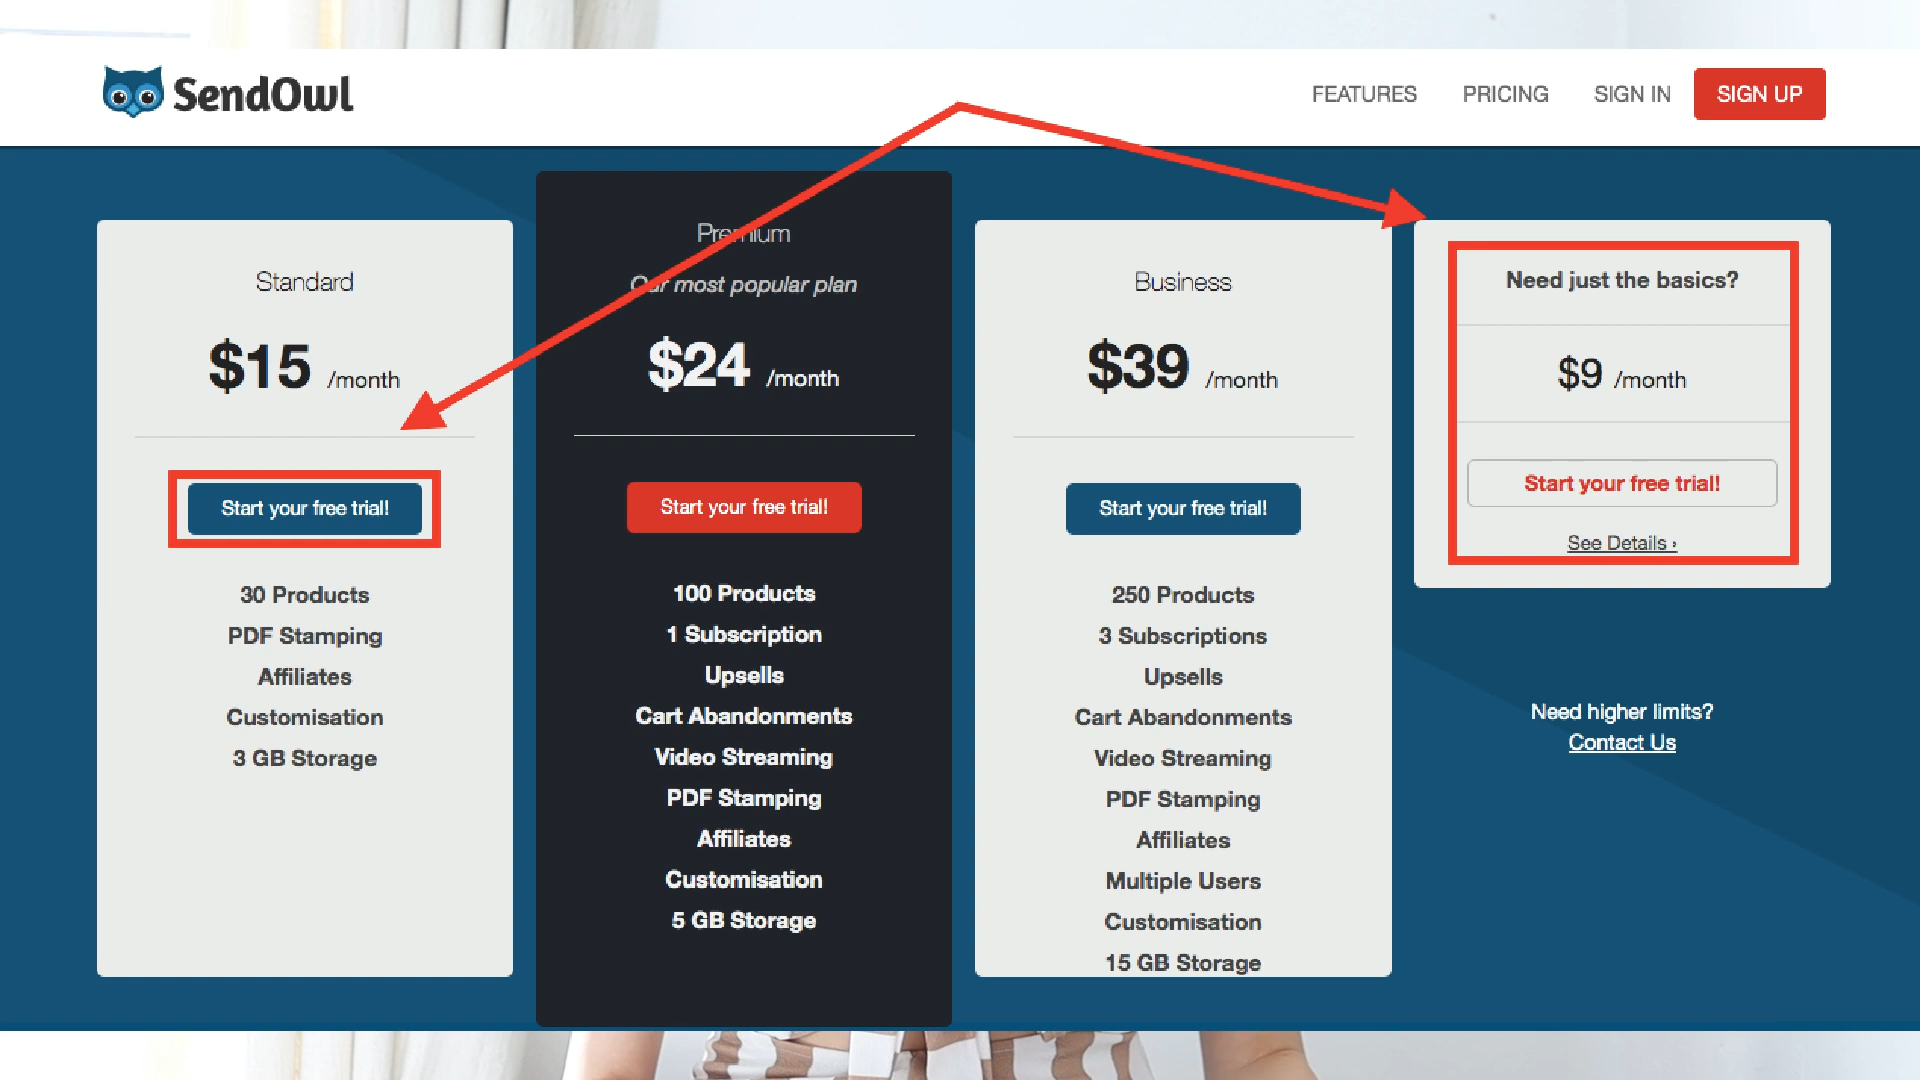 SendOwl
FEATURES
PRICING
SIGN IN
SIGN UP
Standard
$15 /month
Start your free trial!
30 Products
PDF Stamping
Affiliates
Customisation
3 GB Storage
Premium
Our most popular plan
$24 /month
Start your free trial!
100 Products
1 Subscription
Upsells
Cart Abandonments
Video Streaming
PDF Stamping
Affiliates
Customisation
5 GB Storage
Business
$39 /month
Start your free trial!
250 Products
3 Subscriptions
Upsells
Cart Abandonments
Video Streaming
PDF Stamping
Affiliates
Multiple Users
Customisation
15 GB Storage
Need just the basics?
$9 /month
Start your free trial!
See Details ›
Need higher limits?
Contact Us